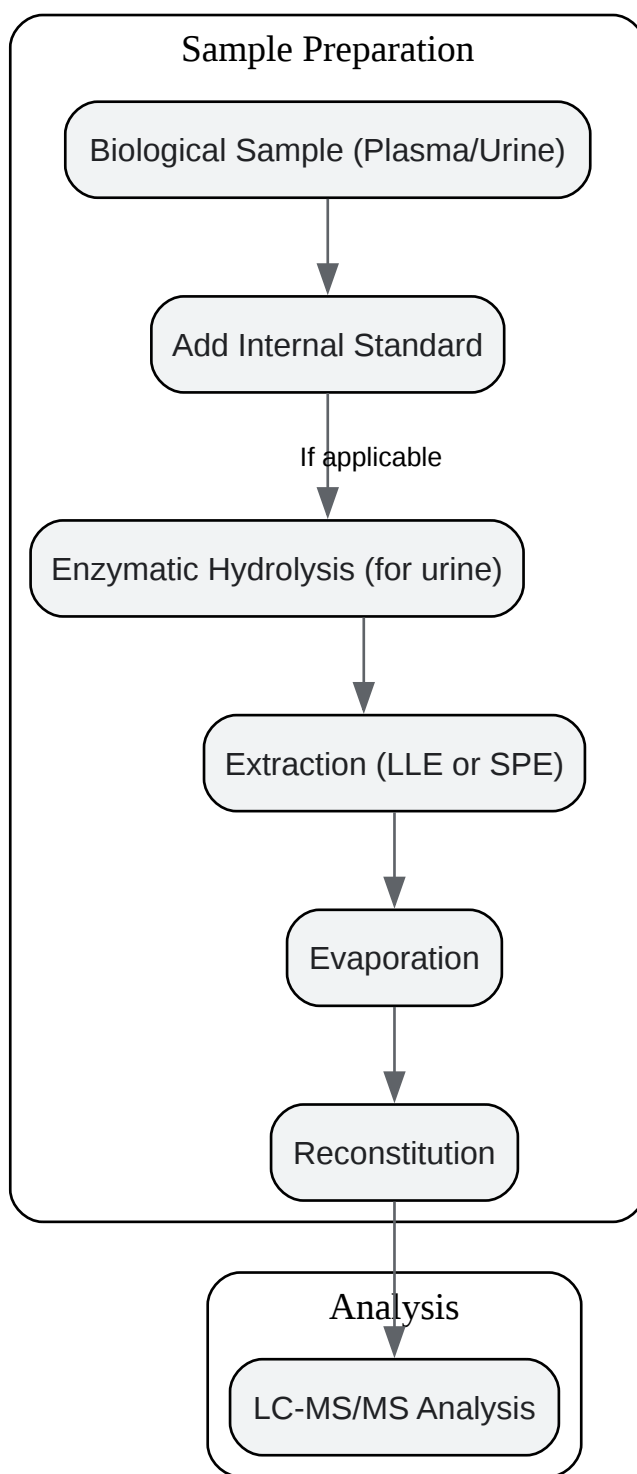 Sample Preparation
Biological Sample (Plasma/Urine)
Add Internal Standard
If applicable
Enzymatic Hydrolysis (for urine)
Extraction (LLE or SPE)
Evaporation
Reconstitution
Analysis
LC-MS/MS Analysis